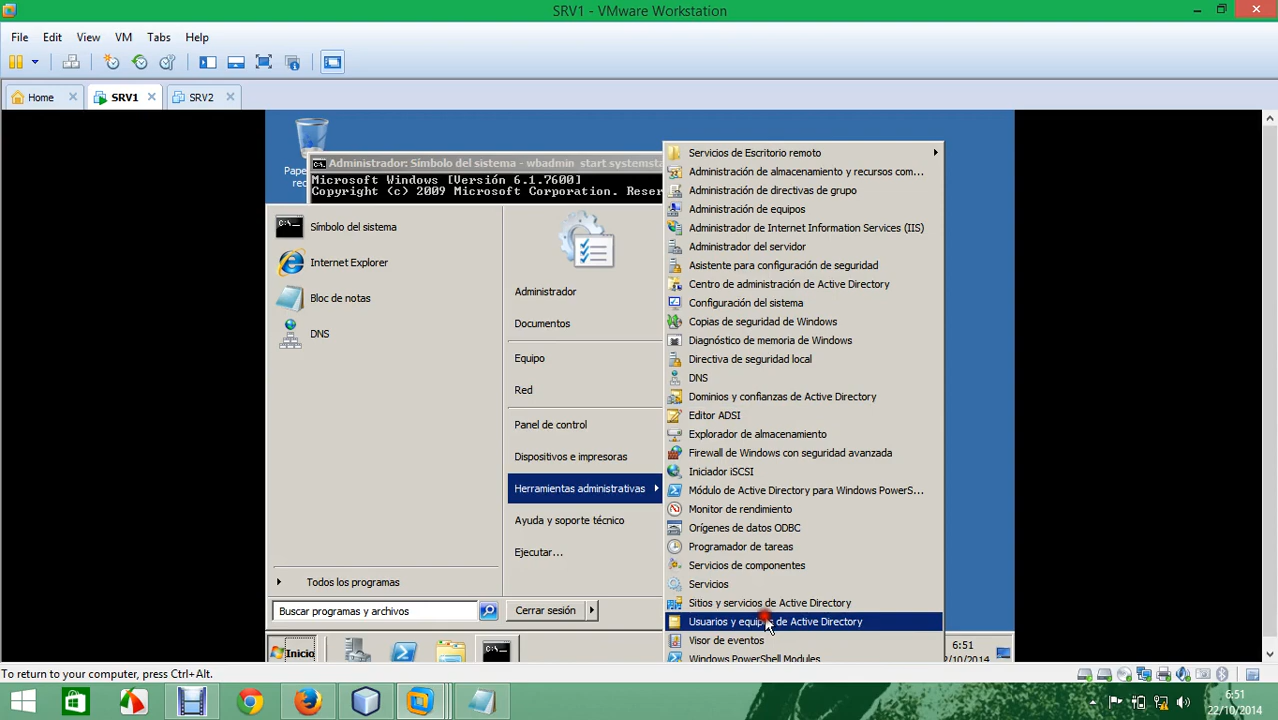 SRV1 - VMware Workstation
File Edit View VM Tabs Help
Home SRV1 SRV2
Administrador: Símbolo del sistema - wbadmin start systemsta
Microsoft Windows [Versión 6.1.7600]
Copyright (c) 2009 Microsoft Corporation. Reser
Símbolo del sistema
Internet Explorer
Bloc de notas
DNS
Todos los programas
Buscar programas y archivos
Administrador
Documentos
Equipo
Red
Panel de control
Dispositivos e impresoras
Herramientas administrativas
Ayuda y soporte técnico
Ejecutar...
Cerrar sesión
Servicios de Escritorio remoto
Administración de almacenamiento y recursos com...
Administración de directivas de grupo
Administración de equipos
Administrador de Internet Information Services (IIS)
Administrador del servidor
Asistente para configuración de seguridad
Centro de administración de Active Directory
Configuración del sistema
Copias de seguridad de Windows
Diagnóstico de memoria de Windows
Directiva de seguridad local
DNS
Dominios y confianzas de Active Directory
Editor ADSI
Explorador de almacenamiento
Firewall de Windows con seguridad avanzada
Iniciador iSCSI
Módulo de Active Directory para Windows PowerS...
Monitor de rendimiento
Orígenes de datos ODBC
Programador de tareas
Servicios de componentes
Servicios
Sitios y servicios de Active Directory
Usuarios y equipos de Active Directory
Visor de eventos
Windows PowerShell Modules
Inicio
6:51
22/10/2014
To return to your computer, press Ctrl+Alt.
6:51
22/10/2014